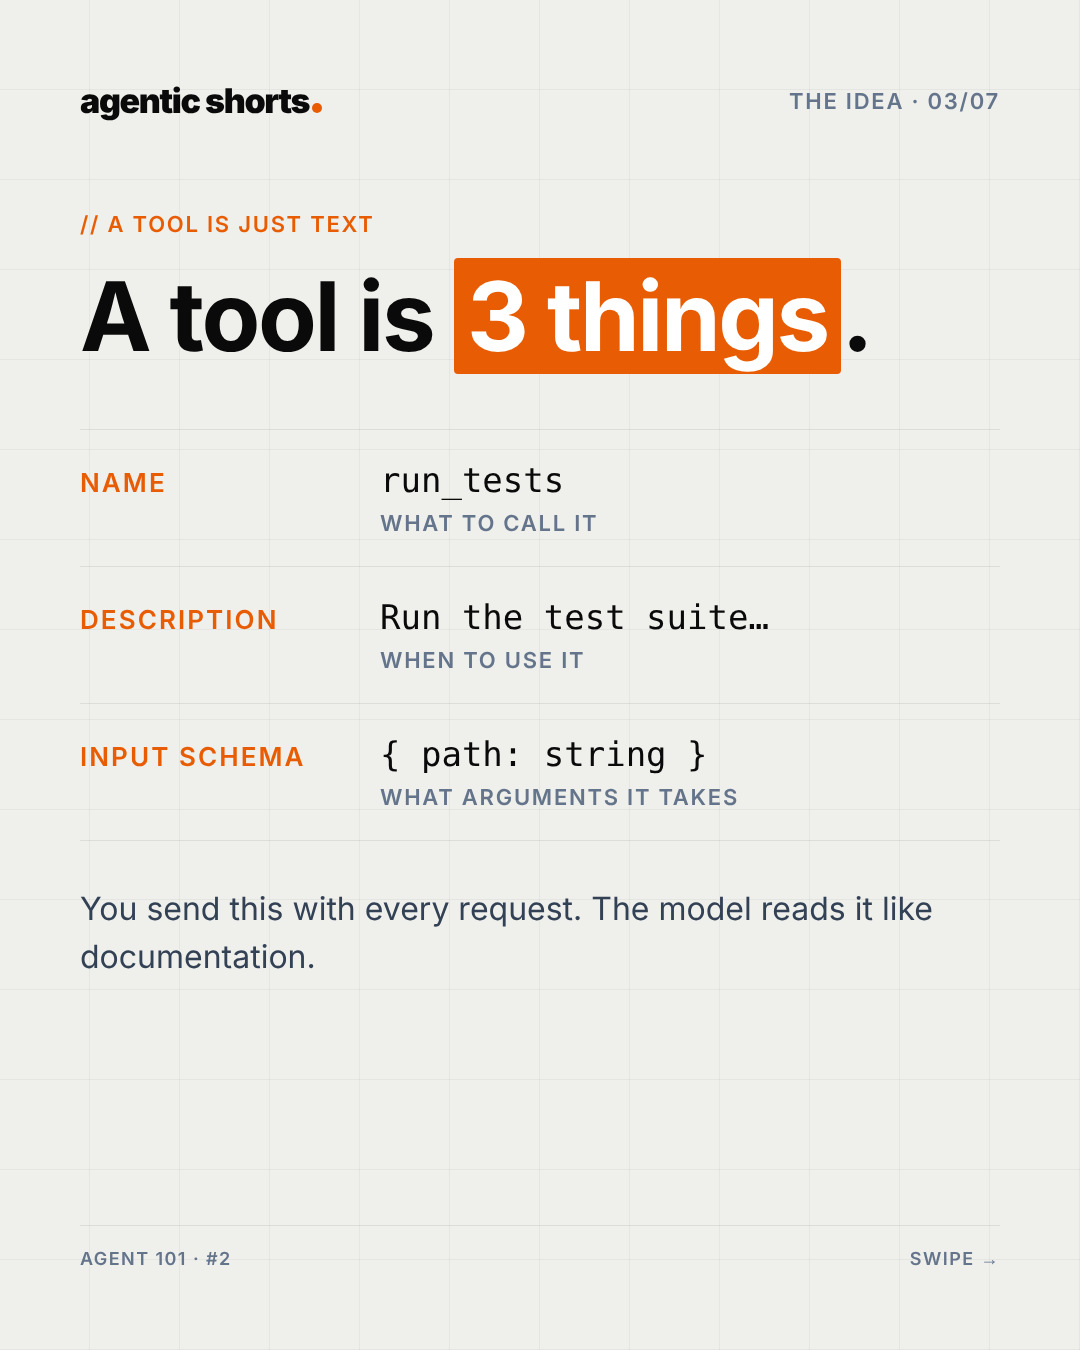 agentic shorts.
THE IDEA · 03/07
// A TOOL IS JUST TEXT
A tool is 3 things.
NAME
run_tests
WHAT TO CALL IT
DESCRIPTION
Run the test suite…
WHEN TO USE IT
INPUT SCHEMA
{ path: string }
WHAT ARGUMENTS IT TAKES
You send this with every request. The model reads it like
documentation.
AGENT 101 · #2
SWIPE →